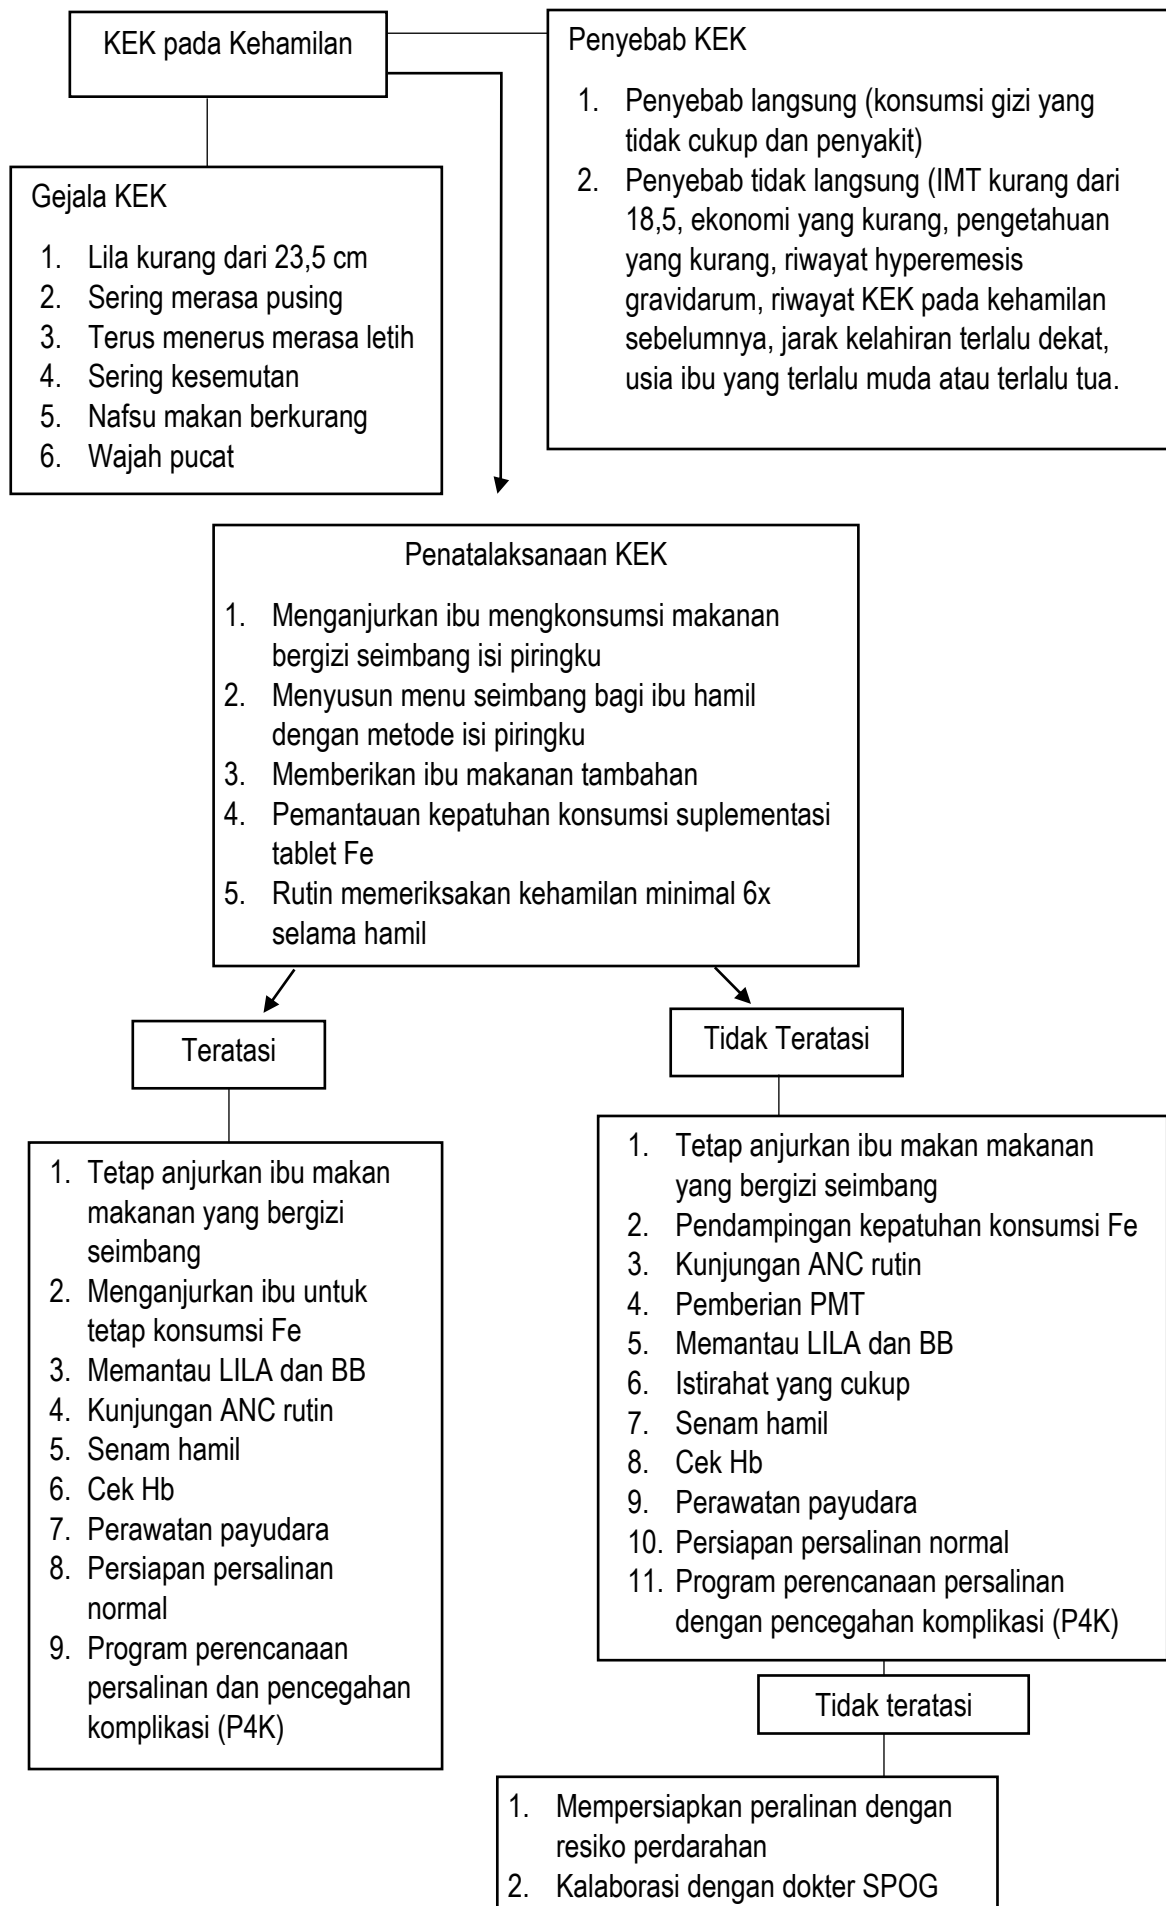 KEK pada Kehamilan
Penyebab KEK
1. Penyebab langsung (konsumsi gizi yang
tidak cukup dan penyakit)
2. Penyebab tidak langsung (IMT kurang dari
18,5, ekonomi yang kurang, pengetahuan
yang kurang, riwayat hyperemesis
gravidarum, riwayat KEK pada kehamilan
sebelumnya, jarak kelahiran terlalu dekat,
usia ibu yang terlalu muda atau terlalu tua.
Gejala KEK
1. Lila kurang dari 23,5 cm
2. Sering merasa pusing
3. Terus menerus merasa letih
4. Sering kesemutan
5. Nafsu makan berkurang
6. Wajah pucat
Penatalaksanaan KEK
1. Menganjurkan ibu mengkonsumsi makanan
bergizi seimbang isi piringku
2. Menyusun menu seimbang bagi ibu hamil
dengan metode isi piringku
3. Memberikan ibu makanan tambahan
4. Pemantauan kepatuhan konsumsi suplementasi
tablet Fe
5. Rutin memeriksakan kehamilan minimal 6x
selama hamil
Teratasi
Tidak Teratasi
1. Tetap anjurkan ibu makan
makanan yang bergizi
seimbang
2. Menganjurkan ibu untuk
tetap konsumsi Fe
3. Memantau LILA dan BB
4. Kunjungan ANC rutin
5. Senam hamil
6. Cek Hb
7. Perawatan payudara
8. Persiapan persalinan
normal
9. Program perencanaan
persalinan dan pencegahan
komplikasi (P4K)
1. Tetap anjurkan ibu makan makanan
yang bergizi seimbang
2. Pendampingan kepatuhan konsumsi Fe
3. Kunjungan ANC rutin
4. Pemberian PMT
5. Memantau LILA dan BB
6. Istirahat yang cukup
7. Senam hamil
8. Cek Hb
9. Perawatan payudara
10. Persiapan persalinan normal
11. Program perencanaan persalinan
dengan pencegahan komplikasi (P4K)
Tidak teratasi
1. Mempersiapkan peralinan dengan
resiko perdarahan
2. Kalaborasi dengan dokter SPOG